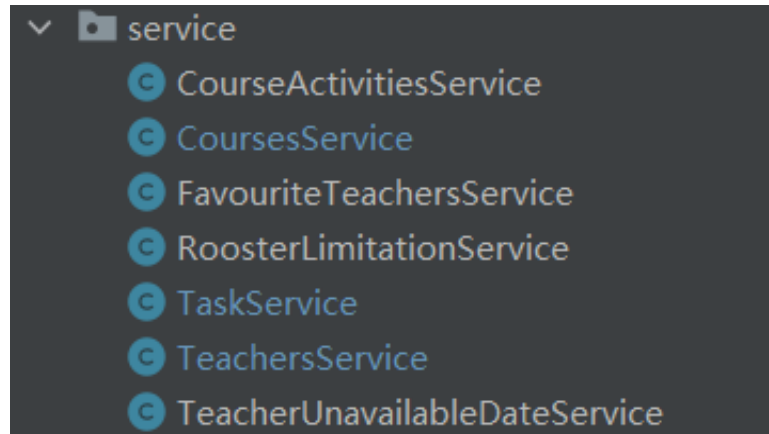 service
CourseActivitiesService
CoursesService
FavouriteTeachersService
RoosterLimitationService
TaskService
TeachersService
TeacherUnavailableDateService